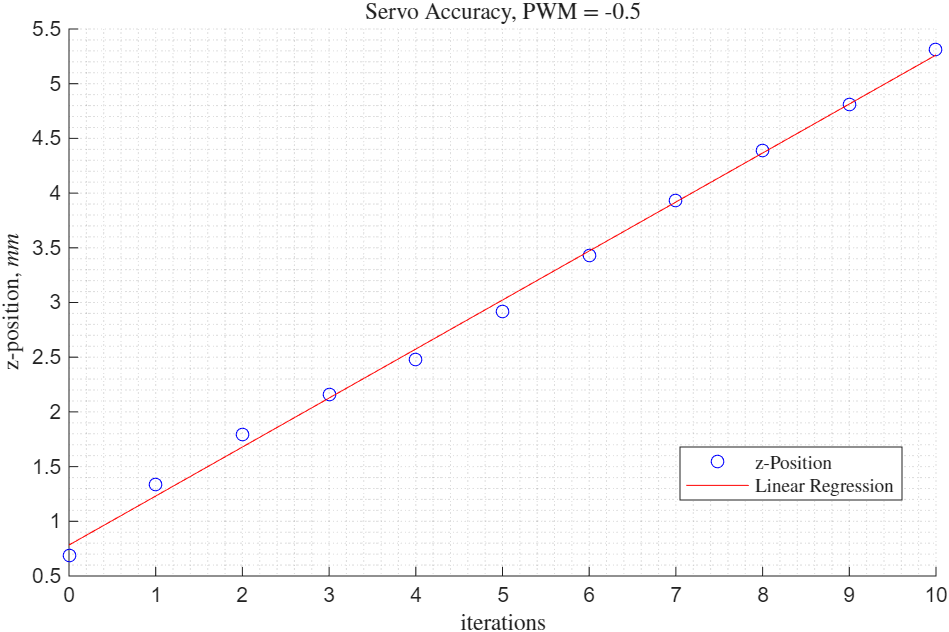 Servo Accuracy, PWM = -0.5
5.5
5
4.5
4
3.5
3
2.5
2
1.5
1
0.5
z-position, mm
z-Position
Linear Regression
0 1 2 3 4 5 6 7 8 9 10
iterations